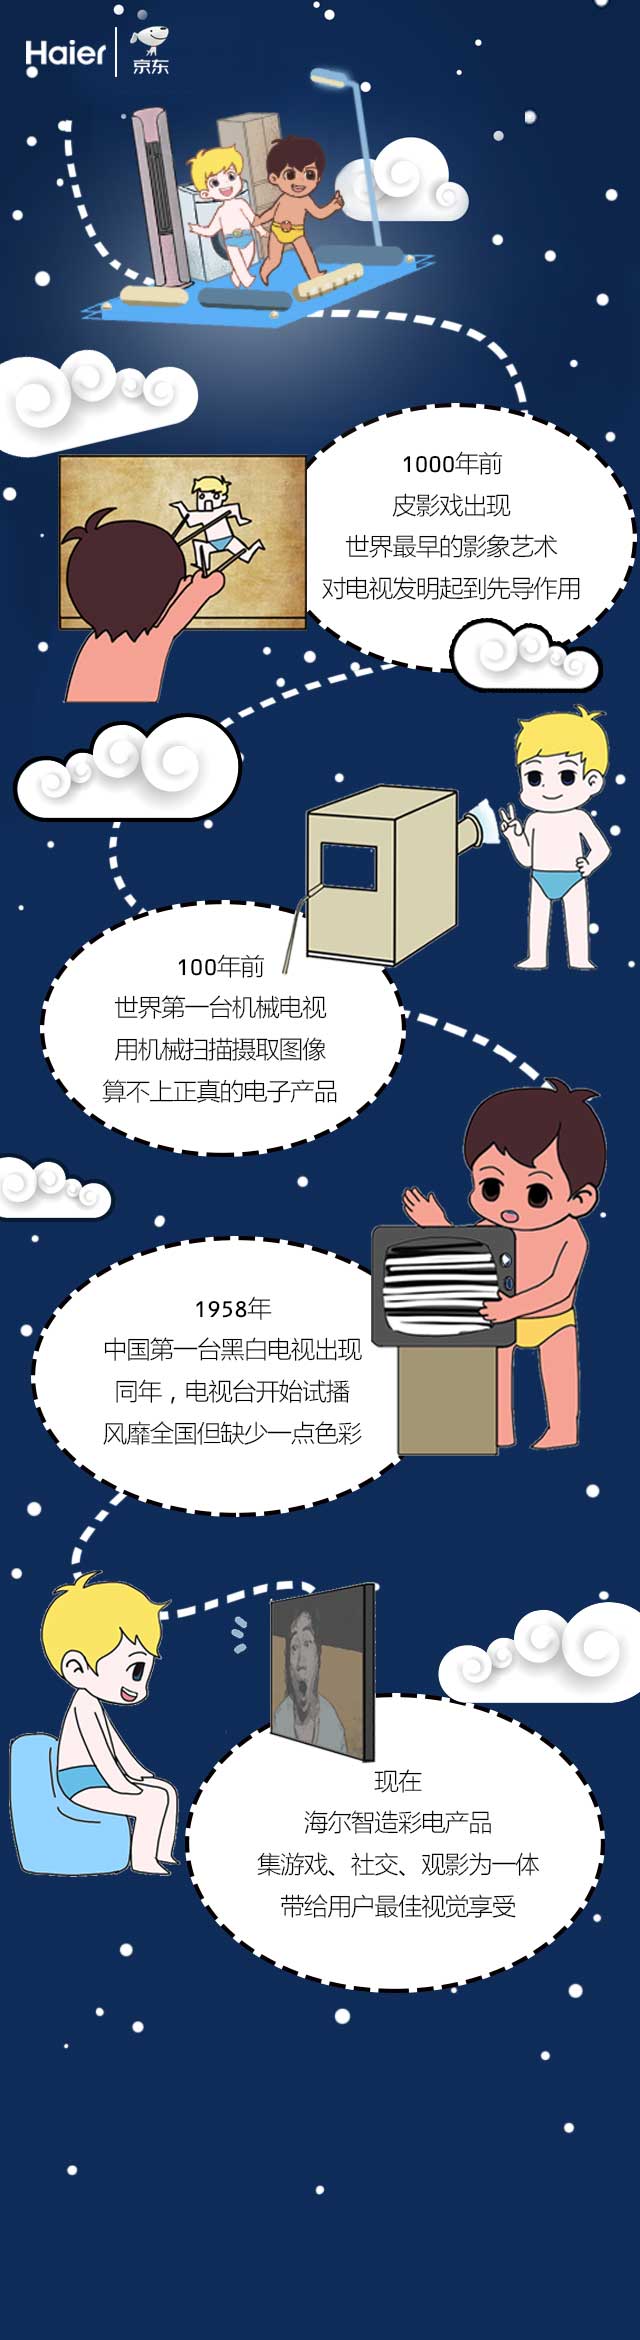 Haier
京东
1000年前
皮影戏出现
世界最早的影象艺术
对电视发明起到先导作用
100年前
世界第一台机械电视
用机械扫描摄取图像
算不上正真的电子产品
1958年
中国第一台黑白电视出现
同年，电视台开始试播
风靡全国但缺少一点色彩
现在
海尔智造彩电产品
集游戏、社交、观影为一体
带给用户最佳视觉享受